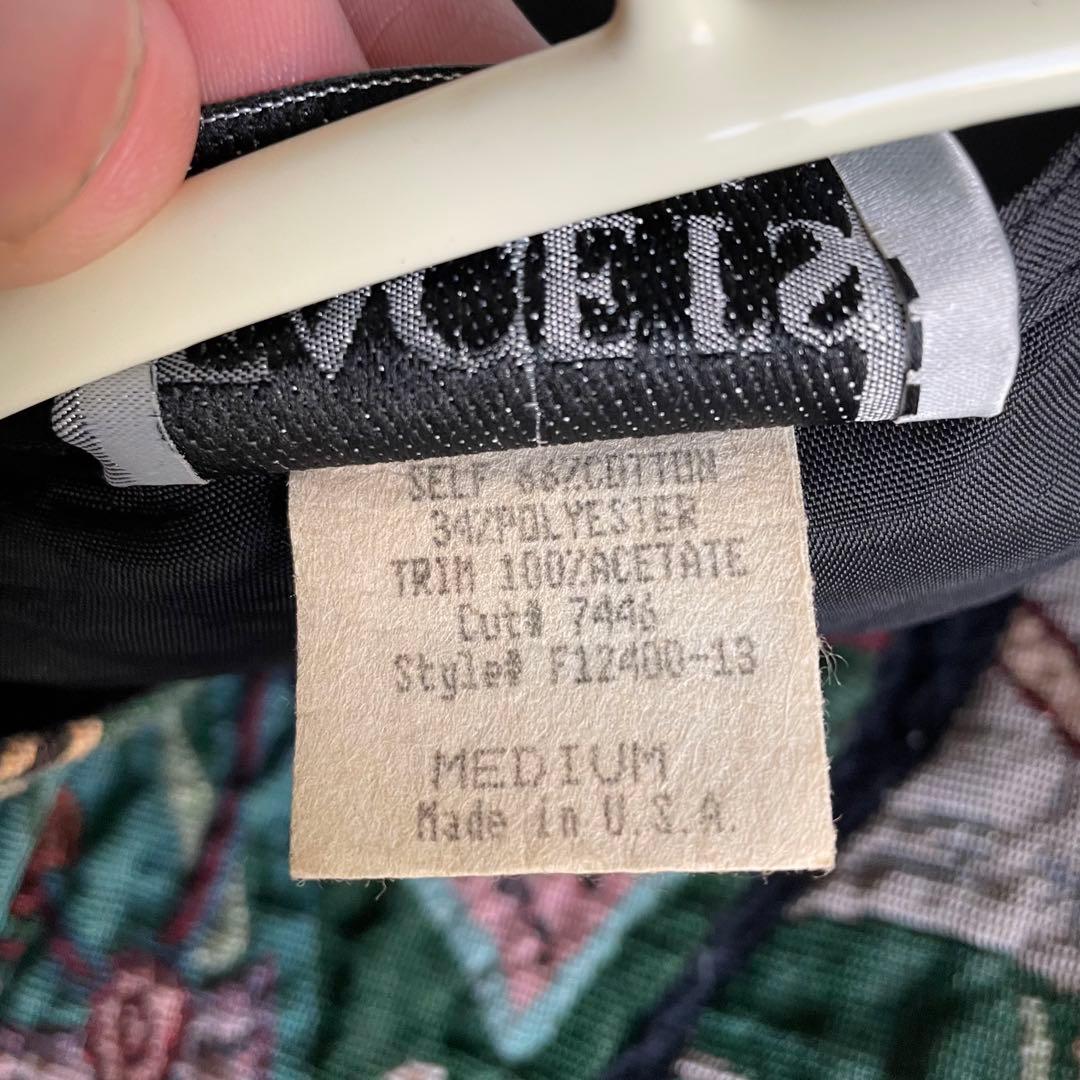 SELF 66%COTTON
34%POLYESTER
TRIM 100%ACETATE
Cut# 7446
Style# F12400-13
MEDIUM
Made in U.S.A.